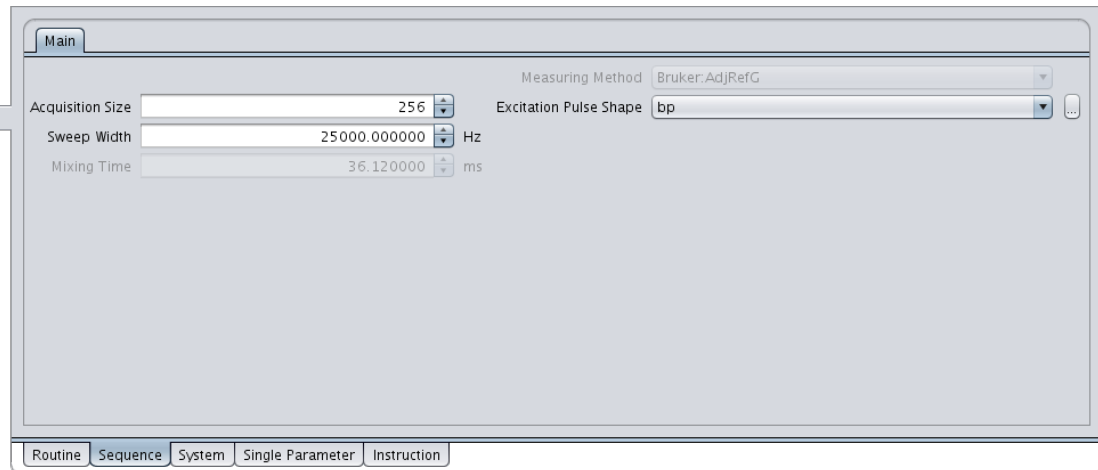 Main
Measuring Method Bruker:AdjRefG
Acquisition Size 256 Excitation Pulse Shape bp ...
Sweep Width 25000.000000 Hz
Mixing Time 36.120000 ms
Routine Sequence System Single Parameter Instruction